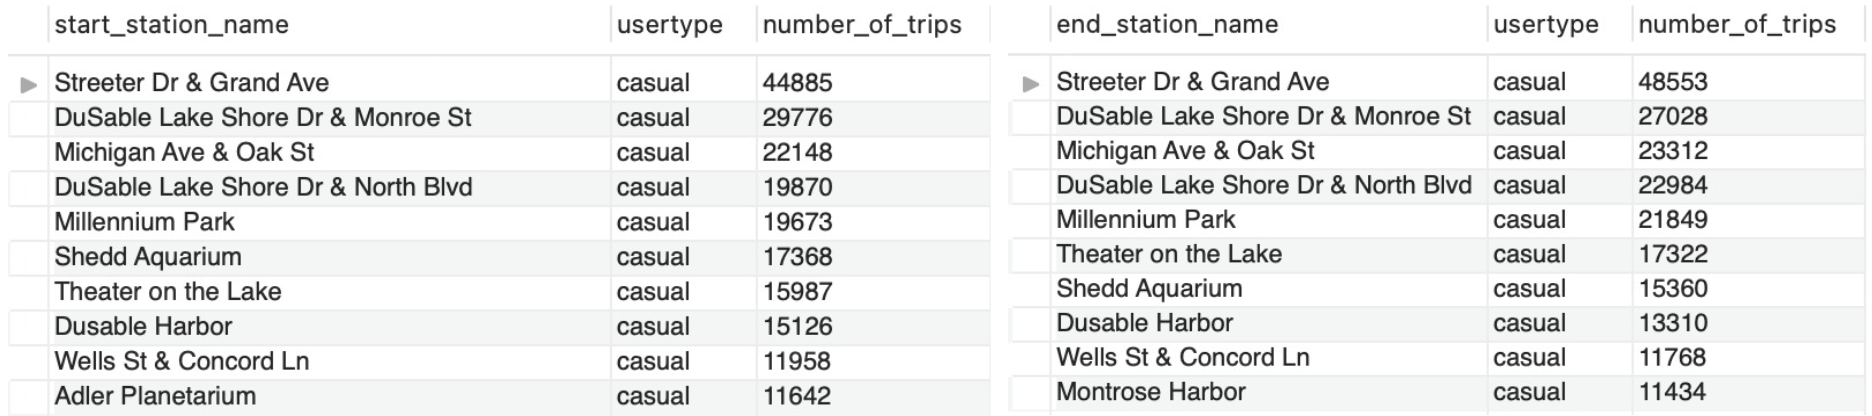 start_station_name usertype number_of_trips
Streeter Dr & Grand Ave casual 44885
DuSable Lake Shore Dr & Monroe St casual 29776
Michigan Ave & Oak St casual 22148
DuSable Lake Shore Dr & North Blvd casual 19870
Millennium Park casual 19673
Shedd Aquarium casual 17368
Theater on the Lake casual 15987
Dusable Harbor casual 15126
Wells St & Concord Ln casual 11958
Adler Planetarium casual 11642
end_station_name usertype number_of_trips
Streeter Dr & Grand Ave casual 48553
DuSable Lake Shore Dr & Monroe St casual 27028
Michigan Ave & Oak St casual 23312
DuSable Lake Shore Dr & North Blvd casual 22984
Millennium Park casual 21849
Theater on the Lake casual 17322
Shedd Aquarium casual 15360
Dusable Harbor casual 13310
Wells St & Concord Ln casual 11768
Montrose Harbor casual 11434